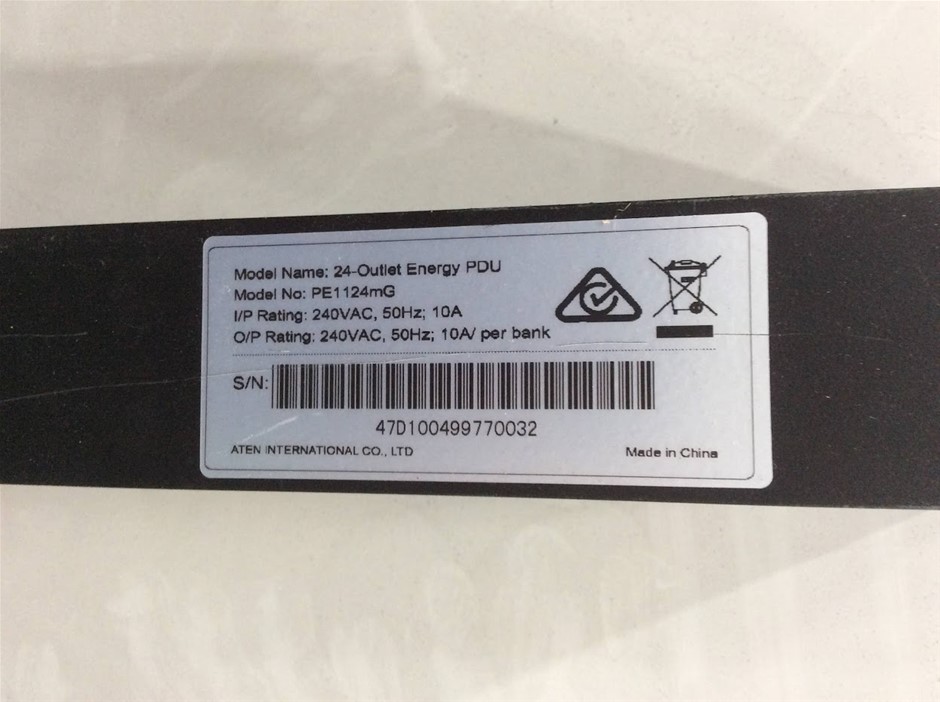 Model Name: 24-Outlet Energy PDU
Model No: PE1124mG
I/P Rating: 240VAC, 50Hz; 10A
O/P Rating: 240VAC, 50Hz; 10A/ per bank
S/N:
47D100499770032
ATEN INTERNATIONAL CO., LTD
Made in China